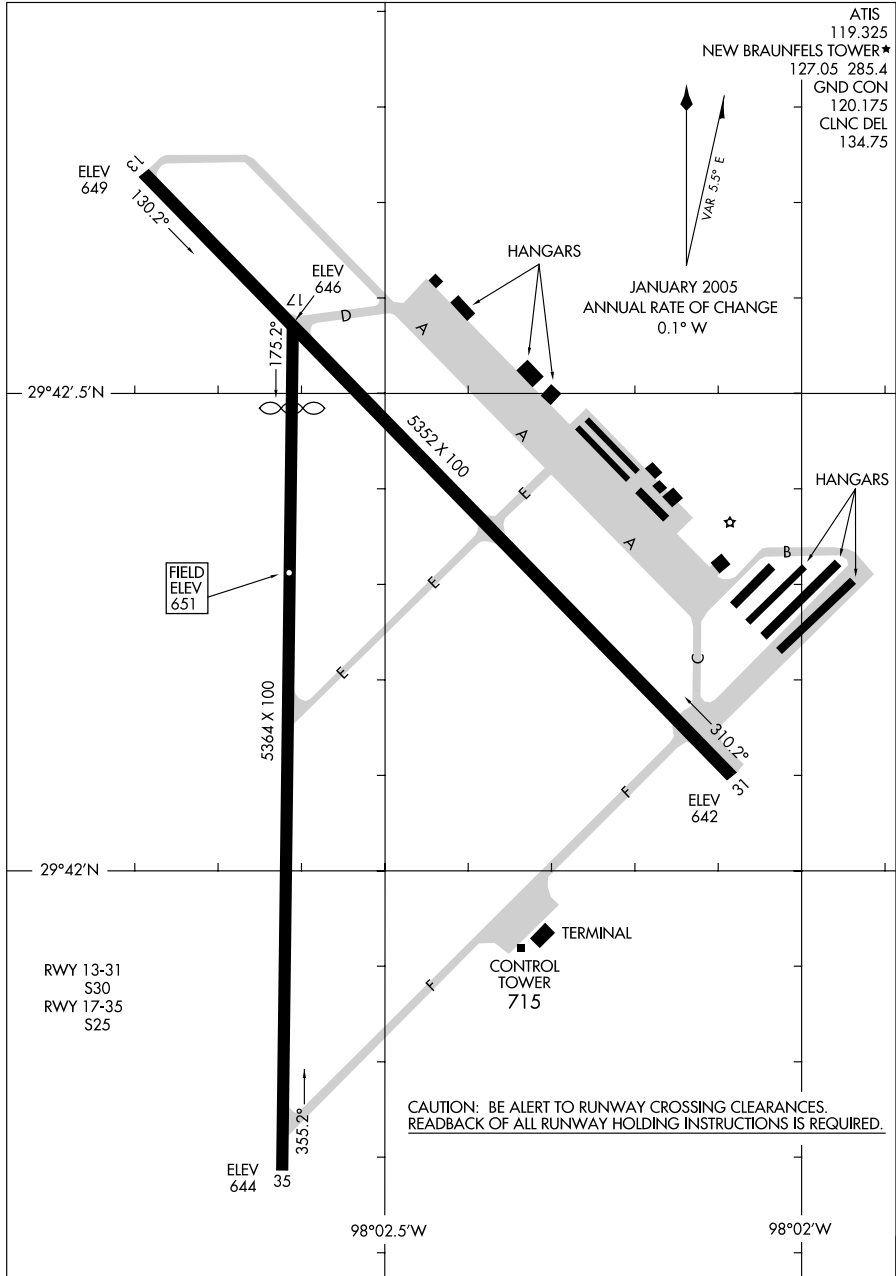 ATIS
119.325
NEW BRAUNFELS TOWER★
127.05 285.4
GND CON
120.175
CLNC DEL
134.75
VAR 5.5° E
JANUARY 2005
ANNUAL RATE OF CHANGE
0.1° W
ELEV
649
13
130.2°
HANGARS
ELEV
646
17
D
A
175.2°
29°42'.5'N
5352 X 100
A
E
HANGARS
A
B
FIELD
ELEV
651
E
E
C
5364 X 100
310.2°
31
F
ELEV
642
29°42'N
TERMINAL
CONTROL
TOWER
715
RWY 13-31
S30
RWY 17-35
S25
F
355.2°
CAUTION: BE ALERT TO RUNWAY CROSSING CLEARANCES.
READBACK OF ALL RUNWAY HOLDING INSTRUCTIONS IS REQUIRED.
ELEV
644
35
98°02.5'W
98°02'W